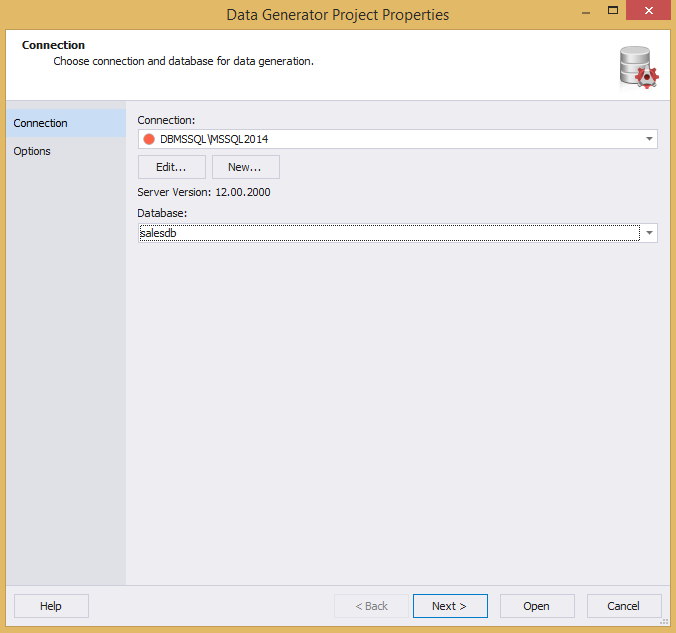 Data Generator Project Properties
Connection
Choose connection and database for data generation.
Connection
Options
Connection:
DBMSSQL\MSSQL2014
Edit... New...
Server Version: 12.00.2000
Database:
salesdb
Help < Back Next > Open Cancel